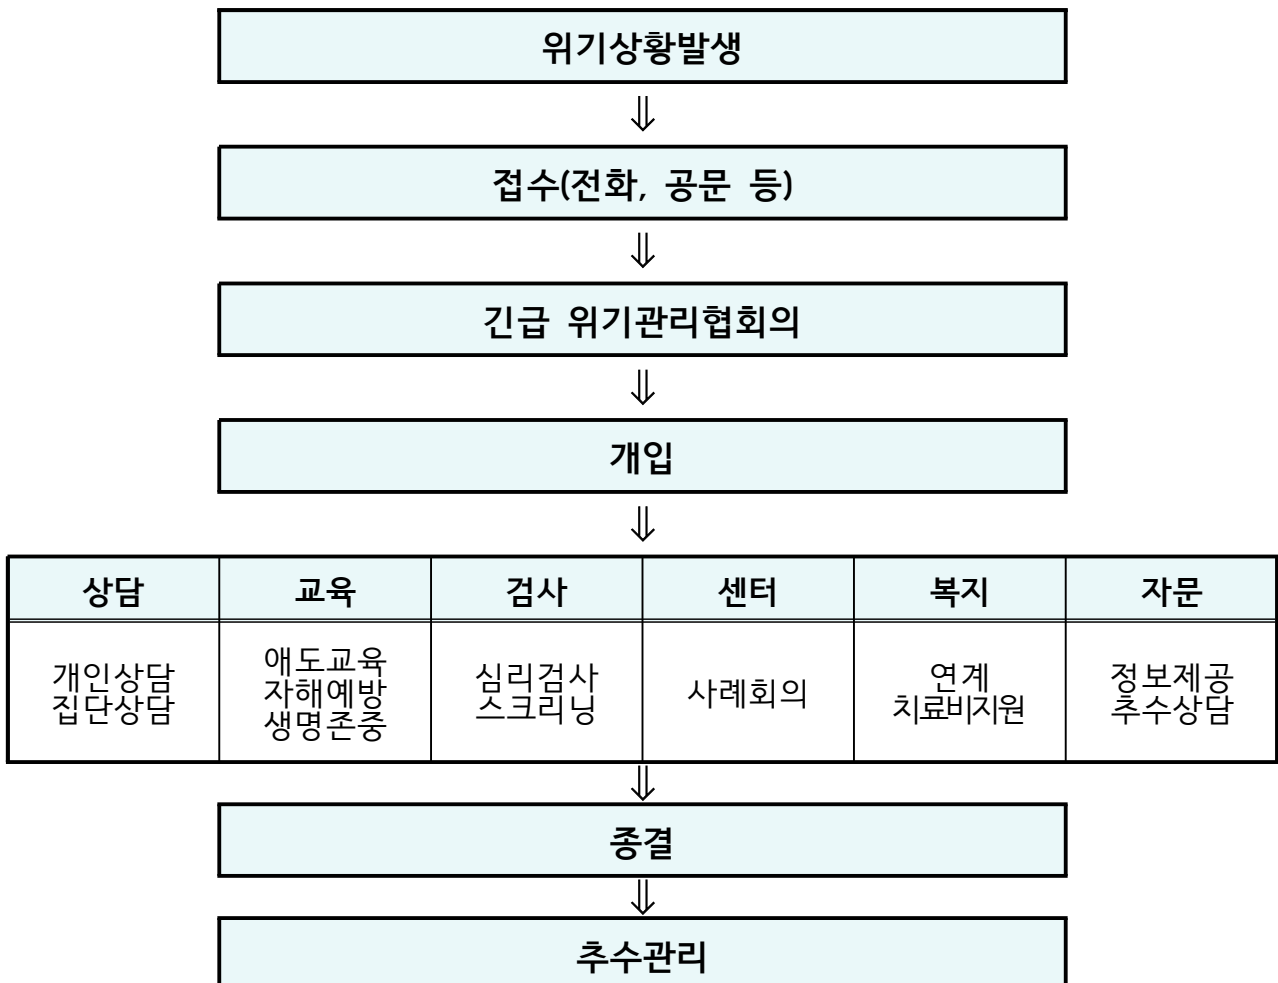 위기상황발생
⇓
접수(전화, 공문 등)
⇓
긴급 위기관리협회의
⇓
개입
⇓
상담 교육 검사 센터 복지 자문
개인상담
집단상담
애도교육
자해예방
생명존중
심리검사
스크리닝
사례회의
연계
치료비지원
정보제공
추수상담
⇓
종결
⇓
추수관리